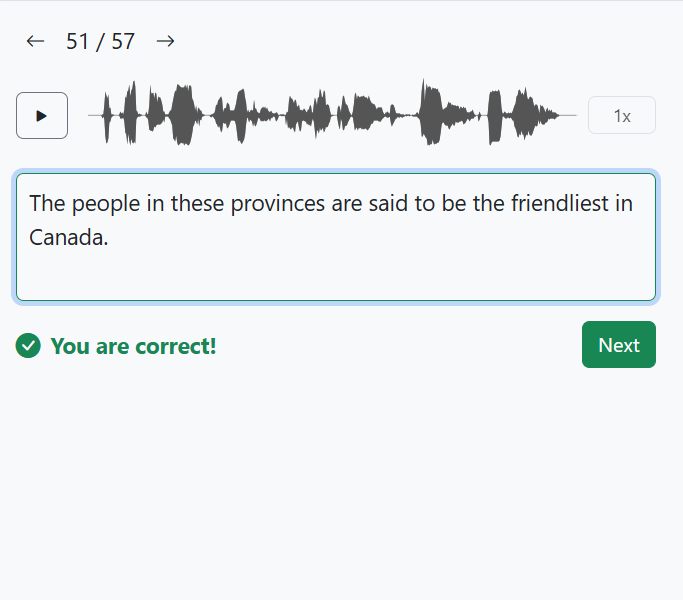 51 / 57
1x
The people in these provinces are said to be the friendliest in
Canada.
You are correct!
Next